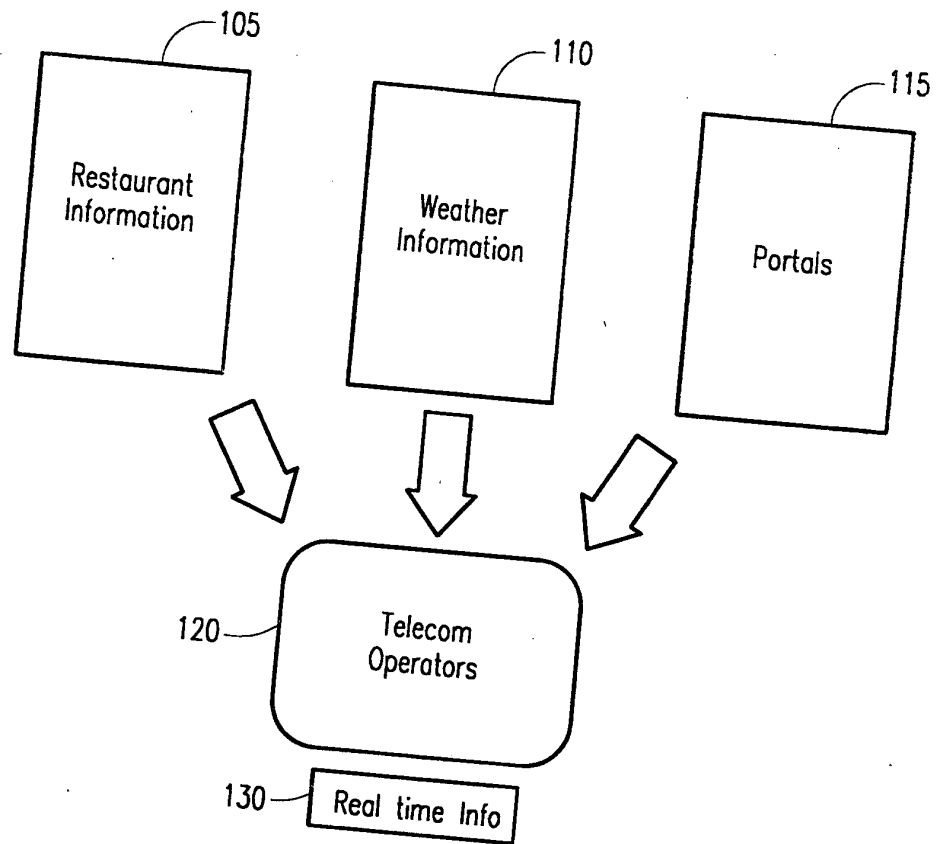 105
110
115
Restaurant
Information
Weather
Information
Portals
120
Telecom
Operators
130
Real time Info